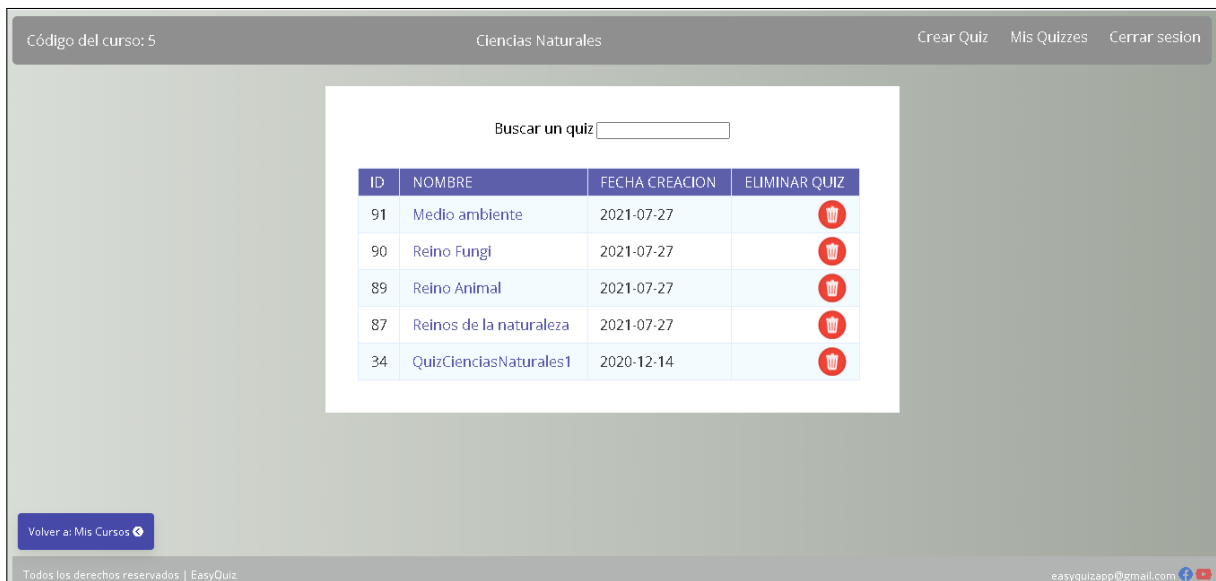 Código del curso: 5 Ciencias Naturales Crear Quiz Mis Quizzes Cerrar sesion
Buscar un quiz
ID NOMBRE FECHA CREACION ELIMINAR QUIZ
91 Medio ambiente 2021-07-27
90 Reino Fungi 2021-07-27
89 Reino Animal 2021-07-27
87 Reinos de la naturaleza 2021-07-27
34 QuizCienciasNaturales1 2020-12-14
Volver a: Mis Cursos
Todos los derechos reservados | EasyQuiz easyquizapp@gmail.com